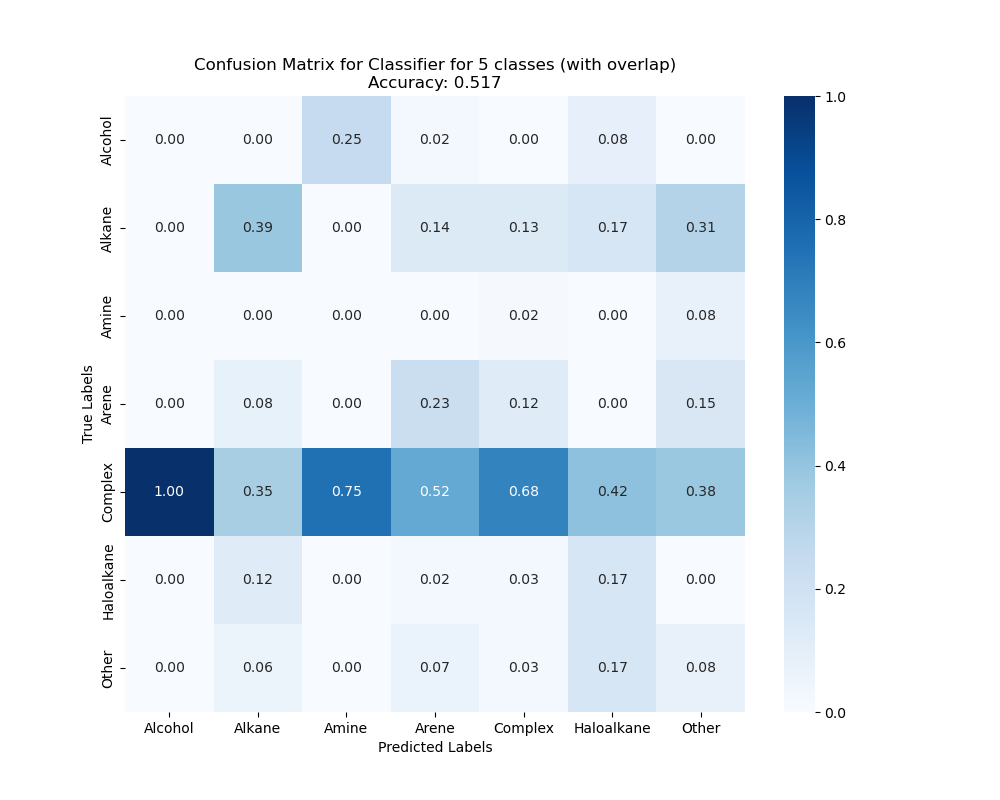 Confusion Matrix for Classifier for 5 classes (with overlap)
Accuracy: 0.517
True Labels
Alcohol 0.00 0.00 0.25 0.02 0.00 0.08 0.00
Alkane 0.00 0.39 0.00 0.14 0.13 0.17 0.31
Amine 0.00 0.00 0.00 0.00 0.02 0.00 0.08
Arene 0.00 0.08 0.00 0.23 0.12 0.00 0.15
Complex 1.00 0.35 0.75 0.52 0.68 0.42 0.38
Haloalkane 0.00 0.12 0.00 0.02 0.03 0.17 0.00
Other 0.00 0.06 0.00 0.07 0.03 0.17 0.08
Alcohol Alkane Amine Arene Complex Haloalkane Other
Predicted Labels
1.0
0.8
0.6
0.4
0.2
0.0